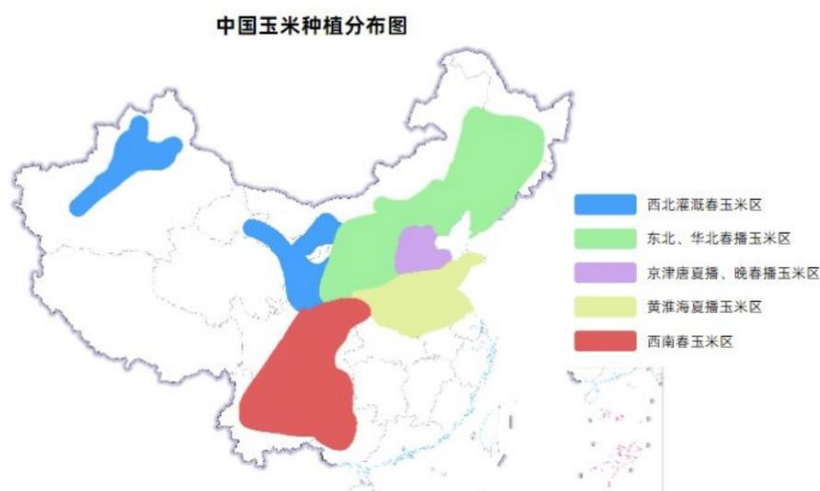 中国玉米种植分布图
西北灌溉春玉米区
东北、华北春播玉米区
京津唐夏播、晚春播玉米区
黄淮海夏播玉米区
西南春玉米区